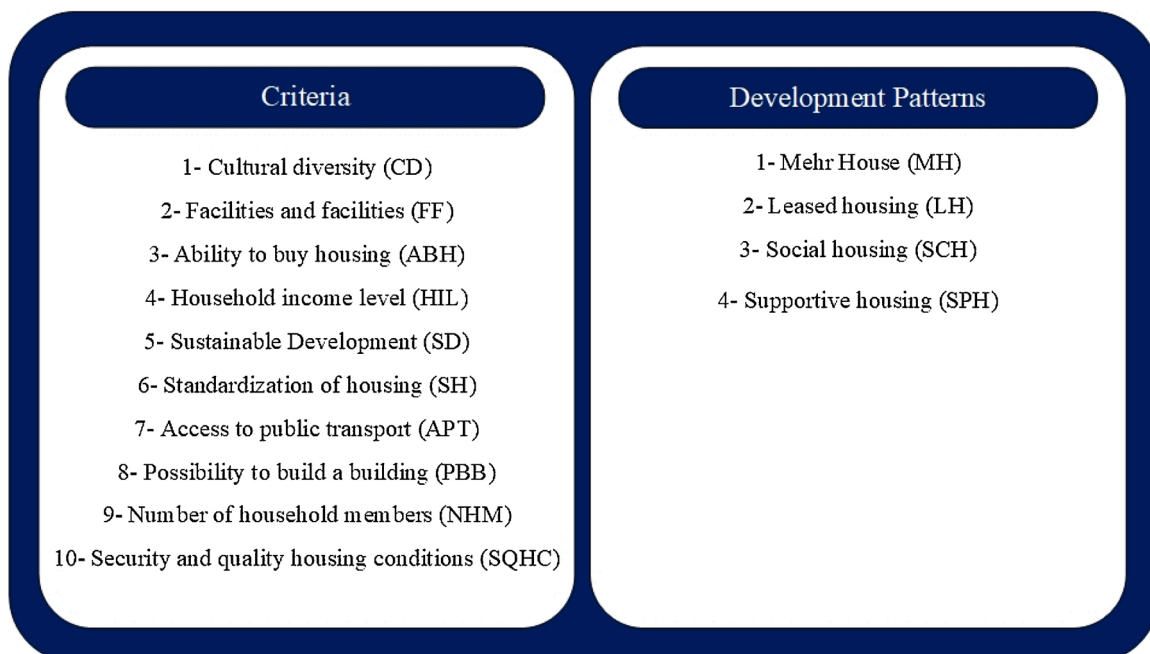 Criteria
1- Cultural diversity (CD)
2- Facilities and facilities (FF)
3- Ability to buy housing (ABH)
4- Household income level (HIL)
5- Sustainable Development (SD)
6- Standardization of housing (SH)
7- Access to public transport (APT)
8- Possibility to build a building (PBB)
9- Number of household members (NHM)
10- Security and quality housing conditions (SQHC)
Development Patterns
1- Mehr House (MH)
2- Leased housing (LH)
3- Social housing (SCH)
4- Supportive housing (SPH)